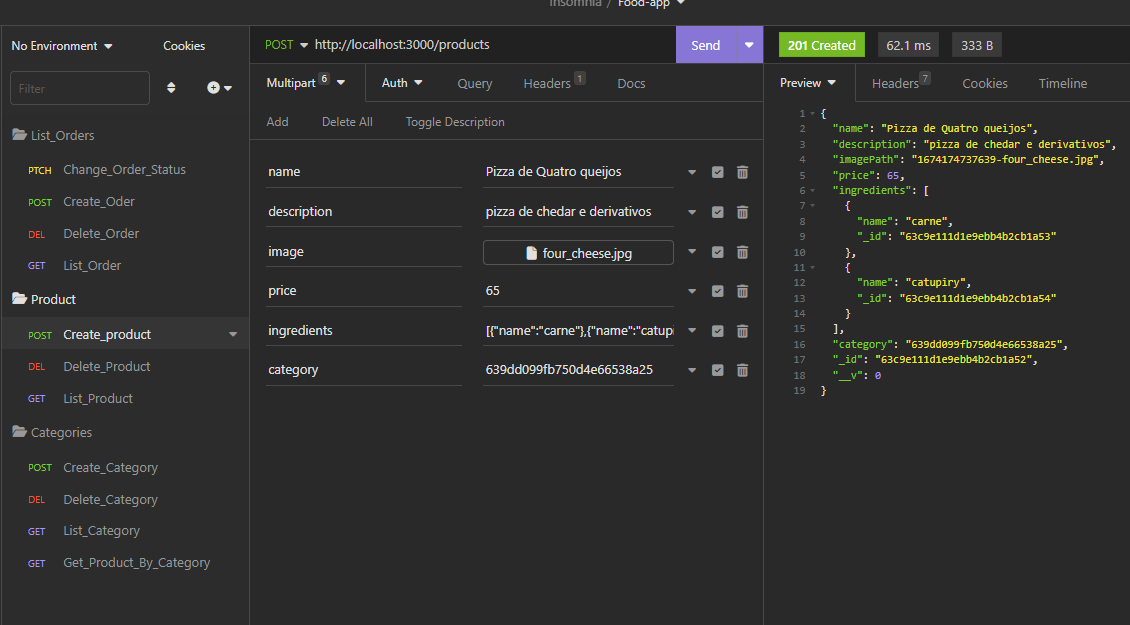 Insomnia / Food-app
No Environment
Cookies
Filter
List_Orders
PTCH Change_Order_Status
POST Create_Oder
DEL Delete_Order
GET List_Order
Product
POST Create_product
DEL Delete_Product
GET List_Product
Categories
POST Create_Category
DEL Delete_Category
GET List_Category
GET Get_Product_By_Category
POST http://localhost:3000/products
Send
Multipart 6 Auth Query Headers 1 Docs
Add Delete All Toggle Description
name Pizza de Quatro queijos
description pizza de chedar e derivativos
image four_cheese.jpg
price 65
ingredients [{"name":"carne"},{"name":"catupi
category 639dd099fb750d4e66538a25
201 Created 62.1 ms 333 B
Preview Headers 7 Cookies Timeline
1 {
2 "name": "Pizza de Quatro queijos",
3 "description": "pizza de chedar e derivativos",
4 "imagePath": "1674174737639-four_cheese.jpg",
5 "price": 65,
6 "ingredients": [
7 {
8 "name": "carne",
9 "_id": "63c9e111d1e9ebb4b2cb1a53"
10 },
11 {
12 "name": "catupiry",
13 "_id": "63c9e111d1e9ebb4b2cb1a54"
14 }
15 ],
16 "category": "639dd099fb750d4e66538a25",
17 "_id": "63c9e111d1e9ebb4b2cb1a52",
18 "__v": 0
19 }